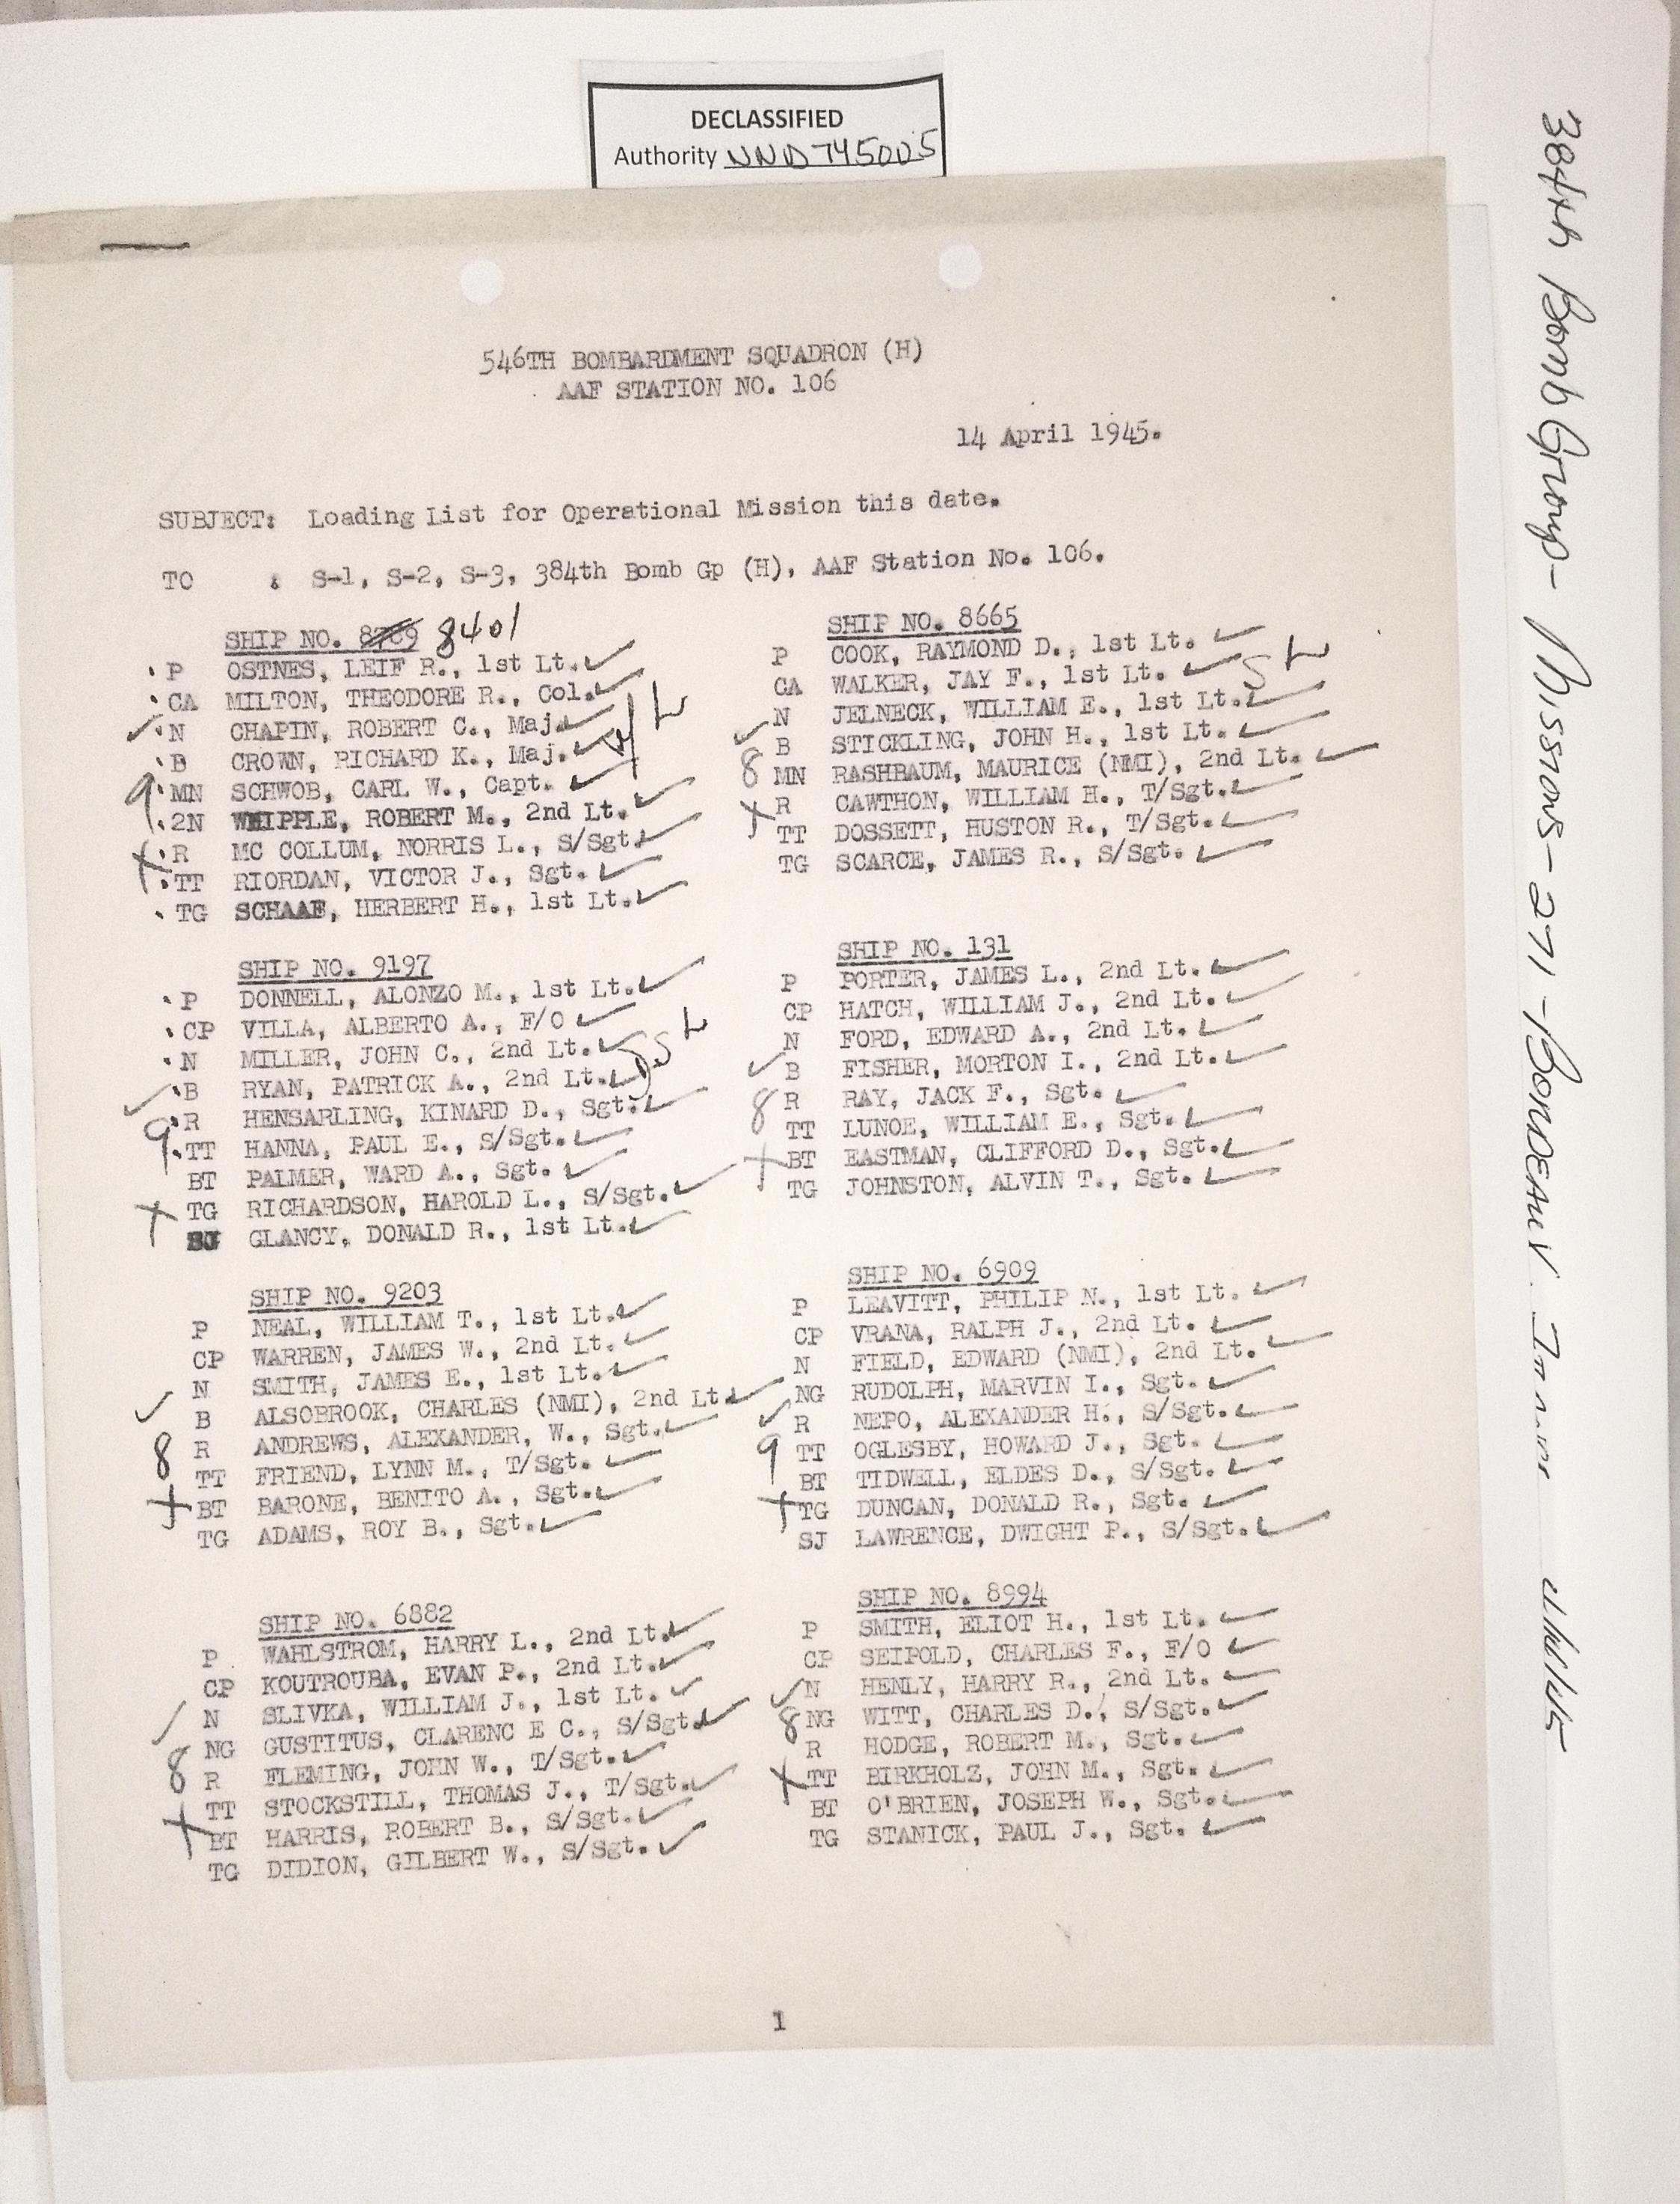 DECLASSIFIED
Authority NND 745005
546TH BOMBARDMENT SQUADRON (H)
AAF STATION NO. 106
14 April 1945.
SUBJECT: Loading List for Operational Mission this date.
TO : S-1, S-2, S-3, 384th Bomb Gp (H), AAF Station No. 106.
SHIP NO. 8401
P OSTNES, LEIF R., 1st Lt.
CA MILTON, THEODORE R., Col.
N CHAPIN, ROBERT C., Maj.
B CROWN, RICHARD K., Maj.
9 MN SCHWOB, CARL W., Capt.
2N WHIPPLE, ROBERT M., 2nd Lt.
R MC COLLUM, NORRIS L., S/Sgt.
TT RIORDAN, VICTOR J., Sgt.
TG SCHAAF, HERBERT H., 1st Lt.
SHIP NO. 8665
P COOK, RAYMOND D., 1st Lt.
CA WALKER, JAY F., 1st Lt. S L
N JELNECK, WILLIAM E., 1st Lt.
B STICKLING, JOHN H., 1st Lt.
8 MN RASHBAUM, MAURICE (NMI), 2nd Lt.
R CAWTHON, WILLIAM H., T/Sgt.
TT DOSSETT, HUSTON R., T/Sgt.
TG SCARCE, JAMES R., S/Sgt.
SHIP NO. 9197
P DONNELL, ALONZO M., 1st Lt.
CP VILLA, ALBERTO A., F/O
N MILLER, JOHN C., 2nd Lt.
B RYAN, PATRICK A., 2nd Lt.
R HENSARLING, KINARD D., Sgt.
9 TT HANNA, PAUL E., S/Sgt.
BT PALMER, WARD A., Sgt.
TG RICHARDSON, HAROLD L., S/Sgt.
SJ GLANCY, DONALD R., 1st Lt.
SHIP NO. 131
P PORTER, JAMES L., 2nd Lt.
CP HATCH, WILLIAM J., 2nd Lt.
N FORD, EDWARD A., 2nd Lt.
B FISHER, MORTON I., 2nd Lt.
8 R RAY, JACK F., Sgt.
TT LUNOE, WILLIAM E., Sgt.
BT EASTMAN, CLIFFORD D., Sgt.
TG JOHNSTON, ALVIN T., Sgt.
SHIP NO. 9203
P NEAL, WILLIAM T., 1st Lt.
CP WARREN, JAMES W., 2nd Lt.
N SMITH, JAMES E., 1st Lt.
B ALSOBROOK, CHARLES (NMI), 2nd Lt.
8 R ANDREWS, ALEXANDER, W., Sgt.
TT FRIEND, LYNN M., T/Sgt.
BT BARONE, BENITO A., Sgt.
TG ADAMS, ROY B., Sgt.
SHIP NO. 6909
P LEAVITT, PHILIP N., 1st Lt.
CP VRANA, RALPH J., 2nd Lt.
N FIELD, EDWARD (NMI), 2nd Lt.
NG RUDOLPH, MARVIN I., Sgt.
R NEPO, ALEXANDER H., S/Sgt.
9 TT OGLESBY, HOWARD J., Sgt.
BT TIDWELL, ELDES D., S/Sgt.
TG DUNCAN, DONALD R., Sgt.
SJ LAWRENCE, DWIGHT P., S/Sgt.
SHIP NO. 6882
P WAHLSTROM, HARRY L., 2nd Lt.
CP KOUTROUBA, EVAN P., 2nd Lt.
N SLIVKA, WILLIAM J., 1st Lt.
NG GUSTITUS, CLARENC E C., S/Sgt.
8 R FLEMING, JOHN W., T/Sgt.
TT STOCKSTILL, THOMAS J., T/Sgt.
BT HARRIS, ROBERT B., S/Sgt.
TG DIDION, GILBERT W., S/Sgt.
SHIP NO. 8994
P SMITH, ELIOT H., 1st Lt.
CP SEIPOLD, CHARLES F., F/O
N HENLY, HARRY R., 2nd Lt.
8 NG WITT, CHARLES D., S/Sgt.
R HODGE, ROBERT M., Sgt.
TT BIRKHOLZ, JOHN M., Sgt.
BT O'BRIEN, JOSEPH W., Sgt.
TG STANICK, PAUL J., Sgt.
1
384th Bomb Group - Missions - 271 -